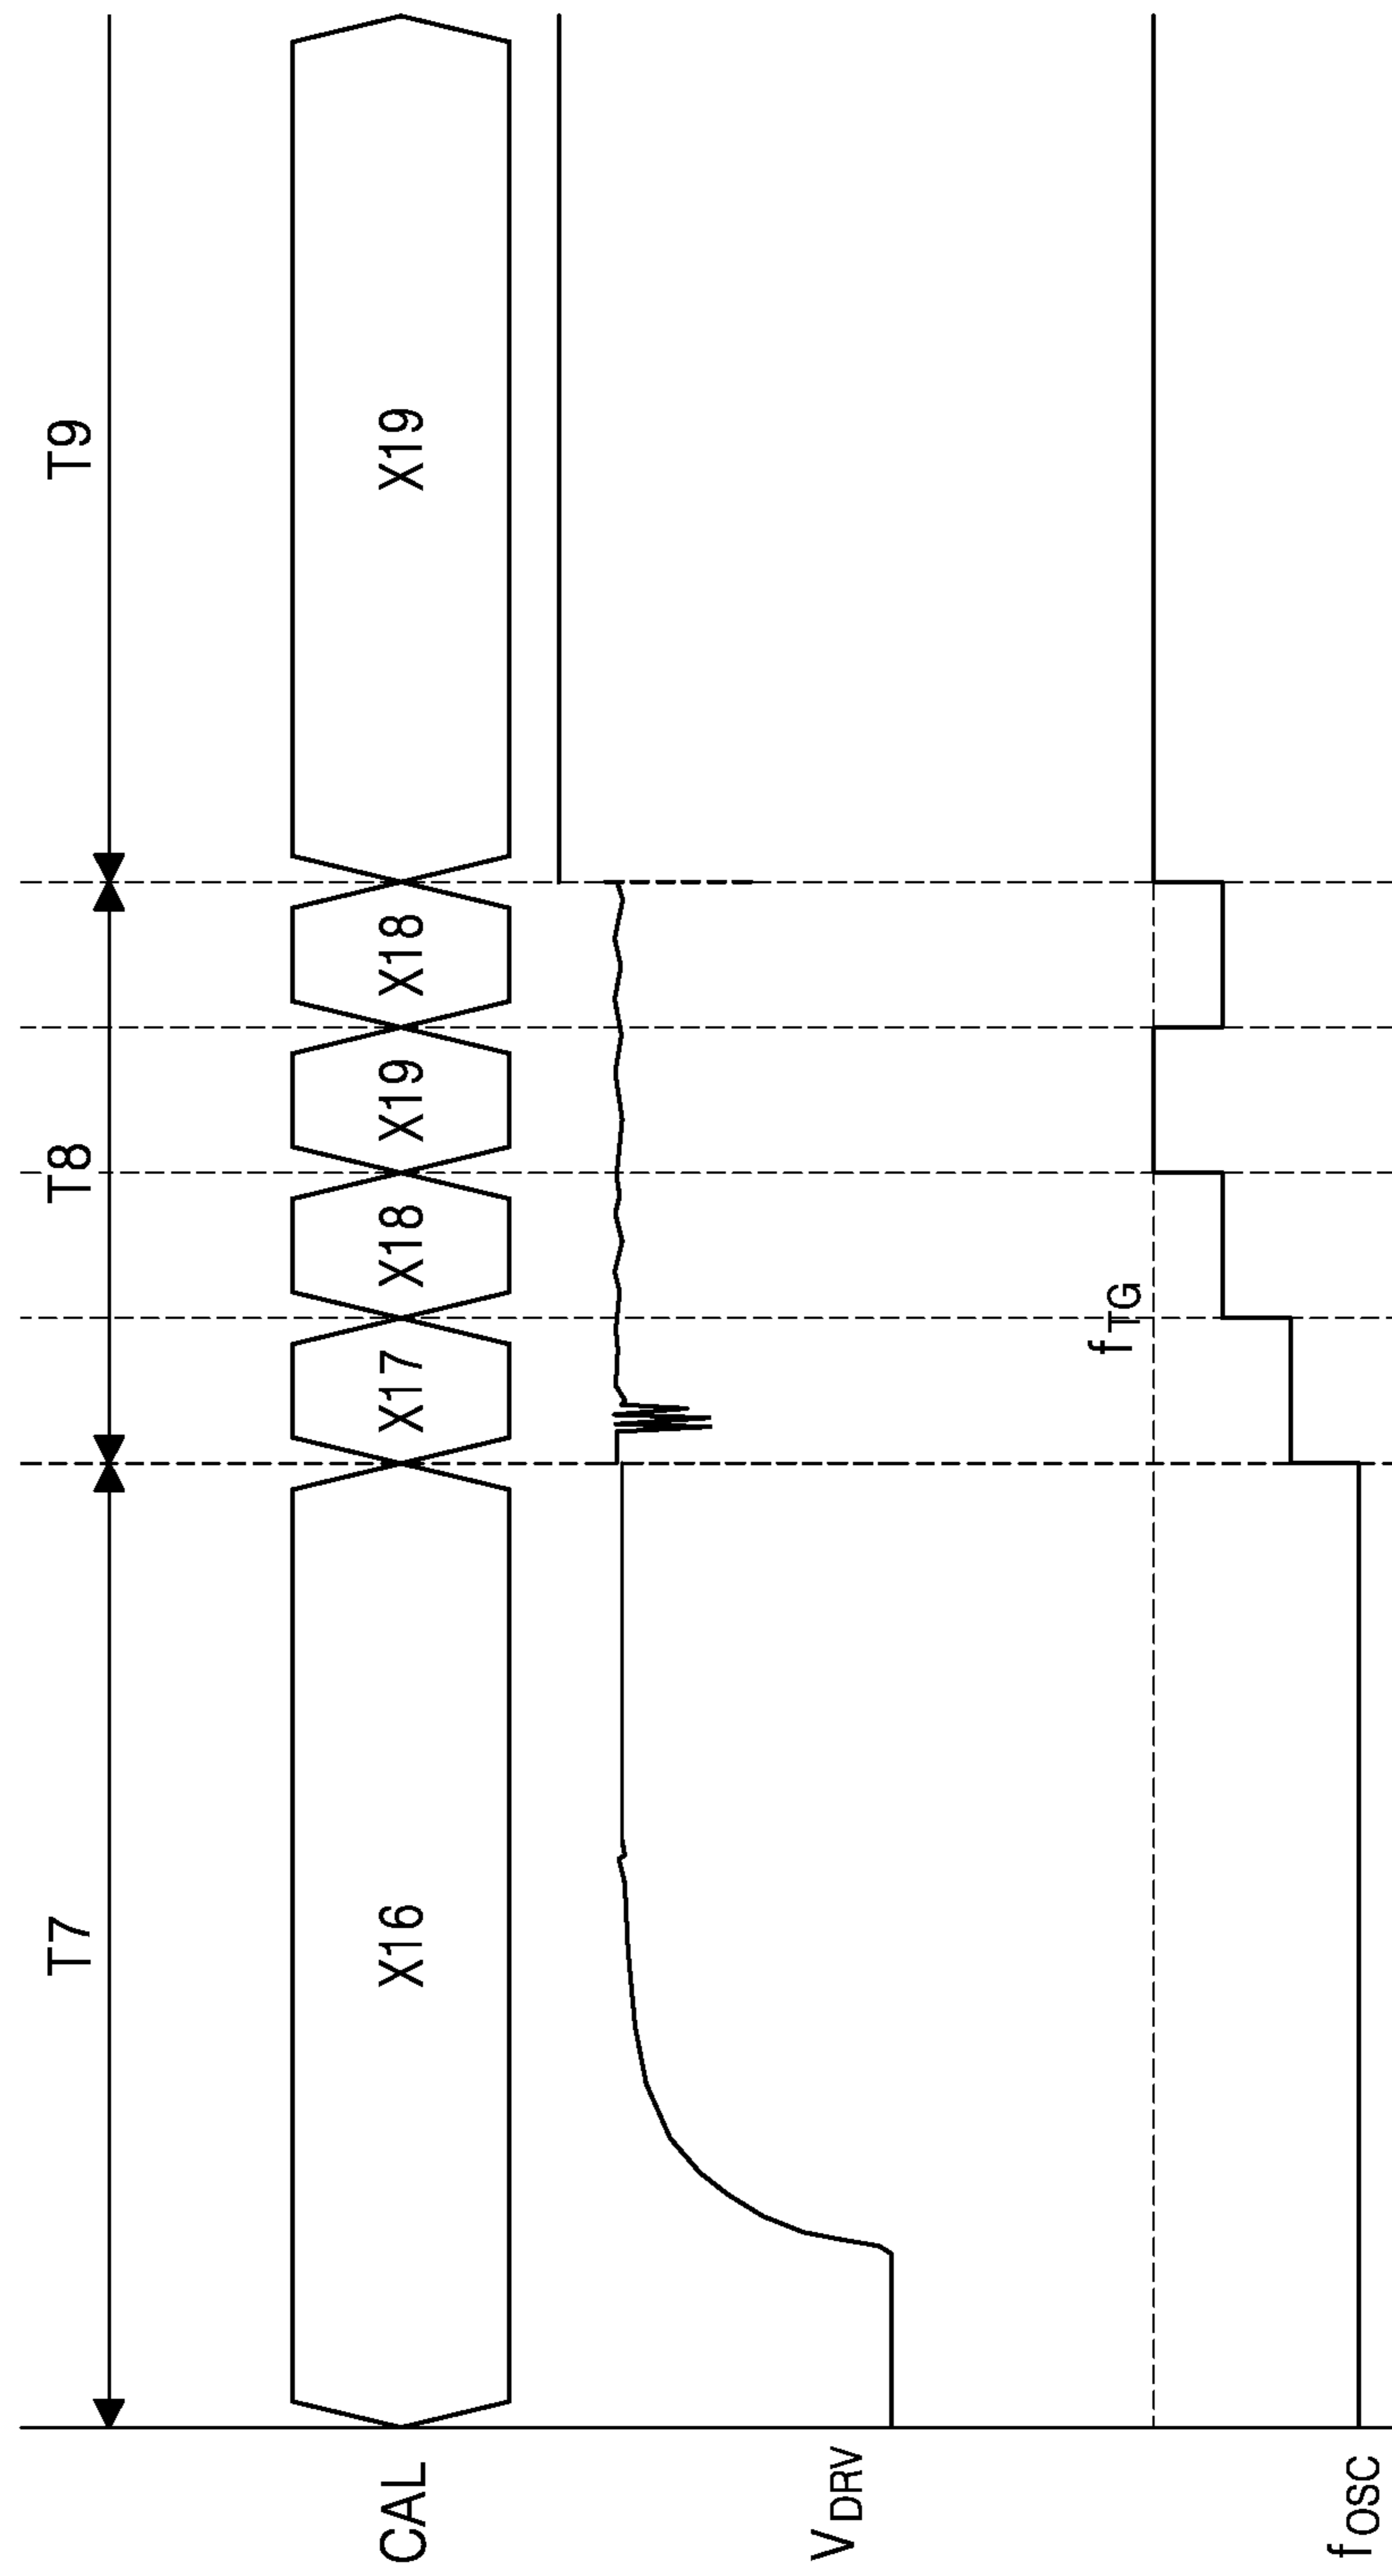 T7 T8 T9
CAL X16 X17 X18 X19 X18 X19
VDRV
fTG
fOSC